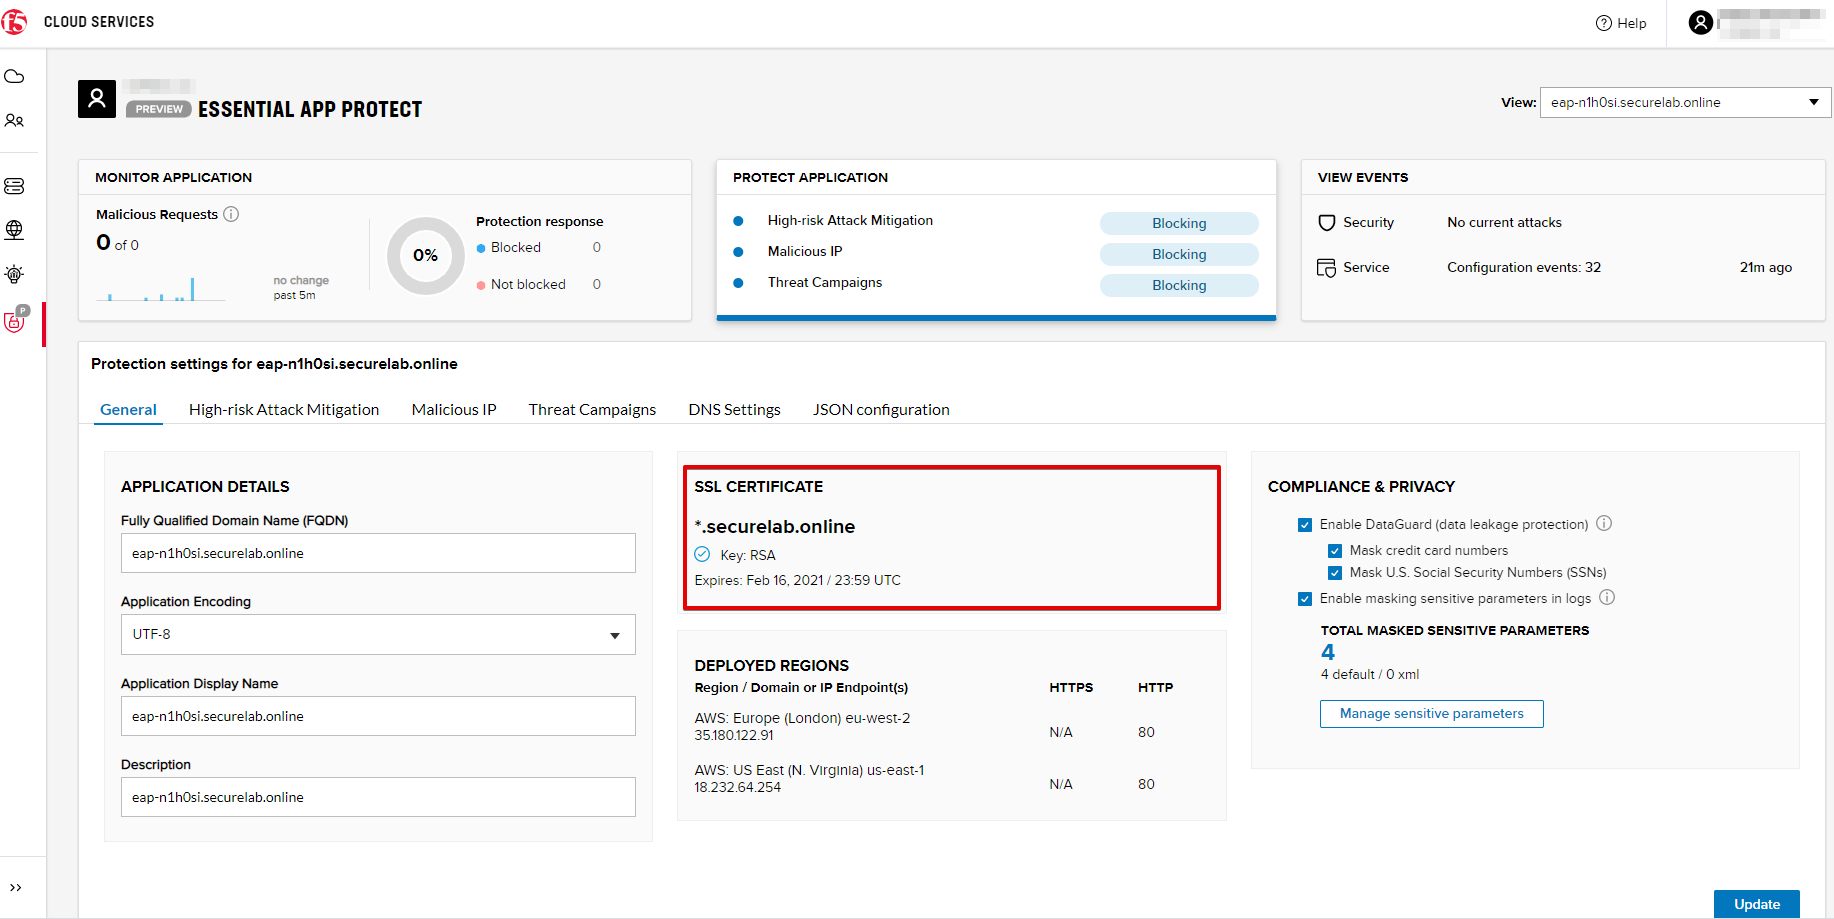 f5 CLOUD SERVICES
Help
PREVIEW ESSENTIAL APP PROTECT
View: eap-n1h0si.securelab.online
MONITOR APPLICATION
Malicious Requests
0 of 0
no change
past 5m
0%
Protection response
Blocked 0
Not blocked 0
PROTECT APPLICATION
High-risk Attack Mitigation Blocking
Malicious IP Blocking
Threat Campaigns Blocking
VIEW EVENTS
Security No current attacks
Service Configuration events: 32 21m ago
P
Protection settings for eap-n1h0si.securelab.online
General High-risk Attack Mitigation Malicious IP Threat Campaigns DNS Settings JSON configuration
APPLICATION DETAILS
Fully Qualified Domain Name (FQDN)
eap-n1h0si.securelab.online
Application Encoding
UTF-8
Application Display Name
eap-n1h0si.securelab.online
Description
eap-n1h0si.securelab.online
SSL CERTIFICATE
*.securelab.online
Key: RSA
Expires: Feb 16, 2021 / 23:59 UTC
DEPLOYED REGIONS
Region / Domain or IP Endpoint(s) HTTPS HTTP
AWS: Europe (London) eu-west-2
35.180.122.91 N/A 80
AWS: US East (N. Virginia) us-east-1
18.232.64.254 N/A 80
COMPLIANCE & PRIVACY
Enable DataGuard (data leakage protection)
Mask credit card numbers
Mask U.S. Social Security Numbers (SSNs)
Enable masking sensitive parameters in logs
TOTAL MASKED SENSITIVE PARAMETERS
4
4 default / 0 xml
Manage sensitive parameters
Update